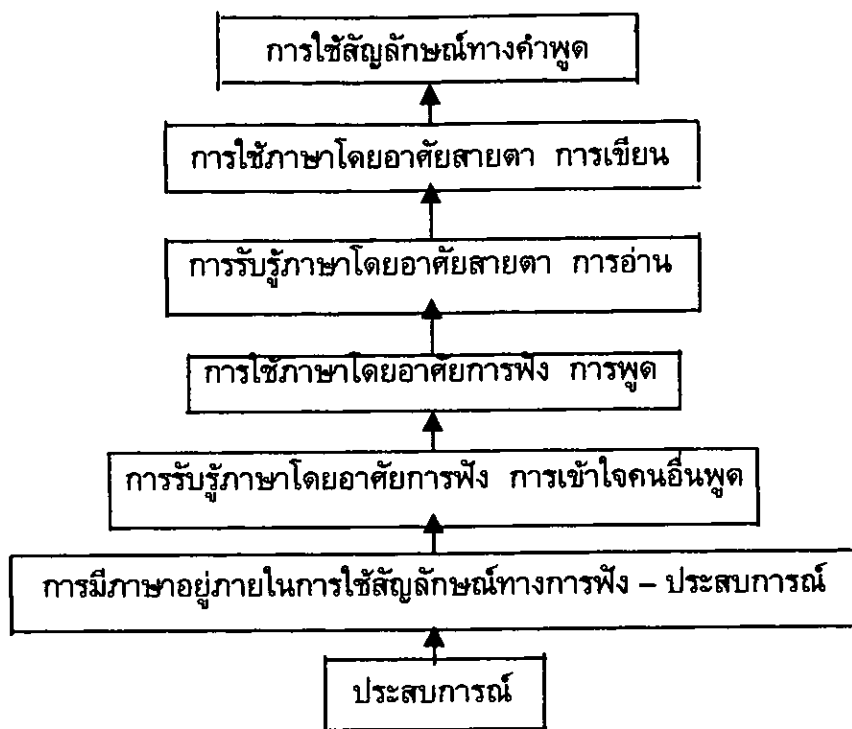 การใช้สัญลักษณ์ทางคำพูด
การใช้ภาษาโดยอาศัยสายตา การเขียน
การรับรู้ภาษาโดยอาศัยสายตา การอ่าน
การใช้ภาษาโดยอาศัยการฟัง การพูด
การรับรู้ภาษาโดยอาศัยการฟัง การเข้าใจคนอื่นพูด
การมีภาษาอยู่ภายในการใช้สัญลักษณ์ทางการฟัง – ประสบการณ์
ประสบการณ์